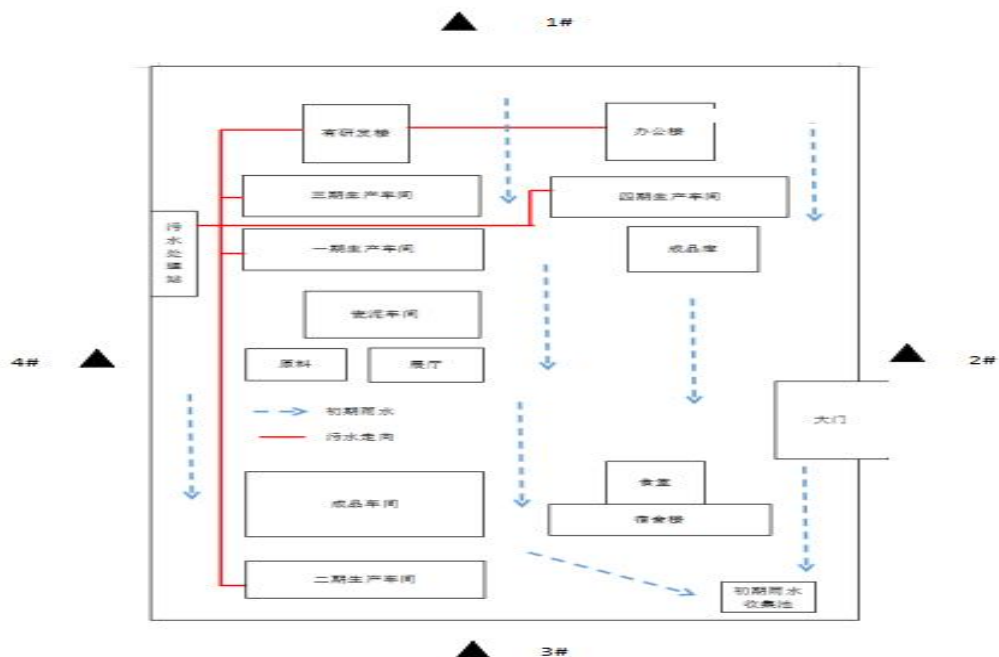 1#
有研发楼
办公楼
三期生产车间
四期生产车间
污水处理站
一期生产车间
成品库
瓷泥车间
4#
2#
原料
展厅
大门
初期雨水
污水走向
食堂
成品车间
宿舍楼
二期生产车间
初期雨水
收集池
3#